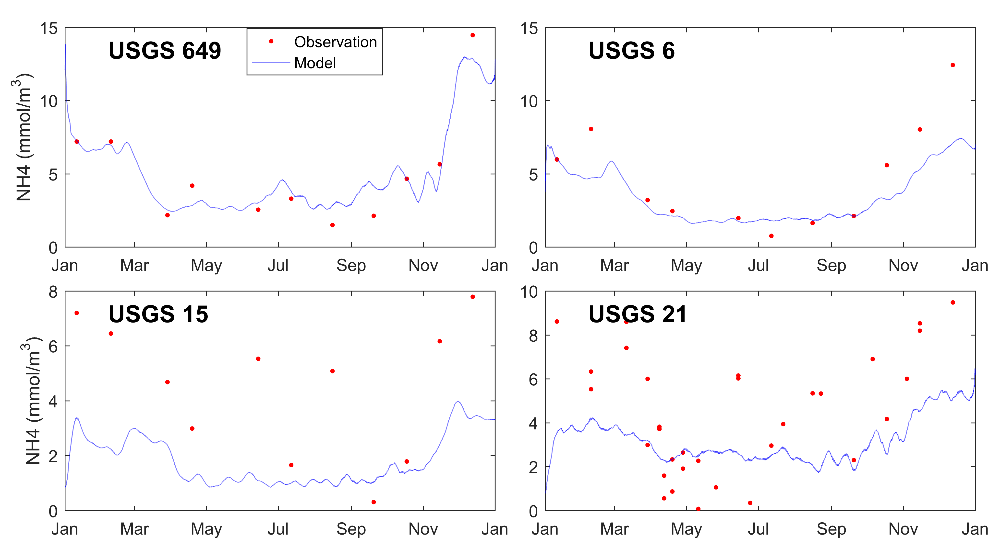 USGS 649
Observation
Model
NH4 (mmol/m3)
15
10
5
0
Jan Mar May Jul Sep Nov Jan
USGS 6
15
10
5
0
Jan Mar May Jul Sep Nov Jan
USGS 15
NH4 (mmol/m3)
8
6
4
2
0
Jan Mar May Jul Sep Nov Jan
USGS 21
10
8
6
4
2
0
Jan Mar May Jul Sep Nov Jan